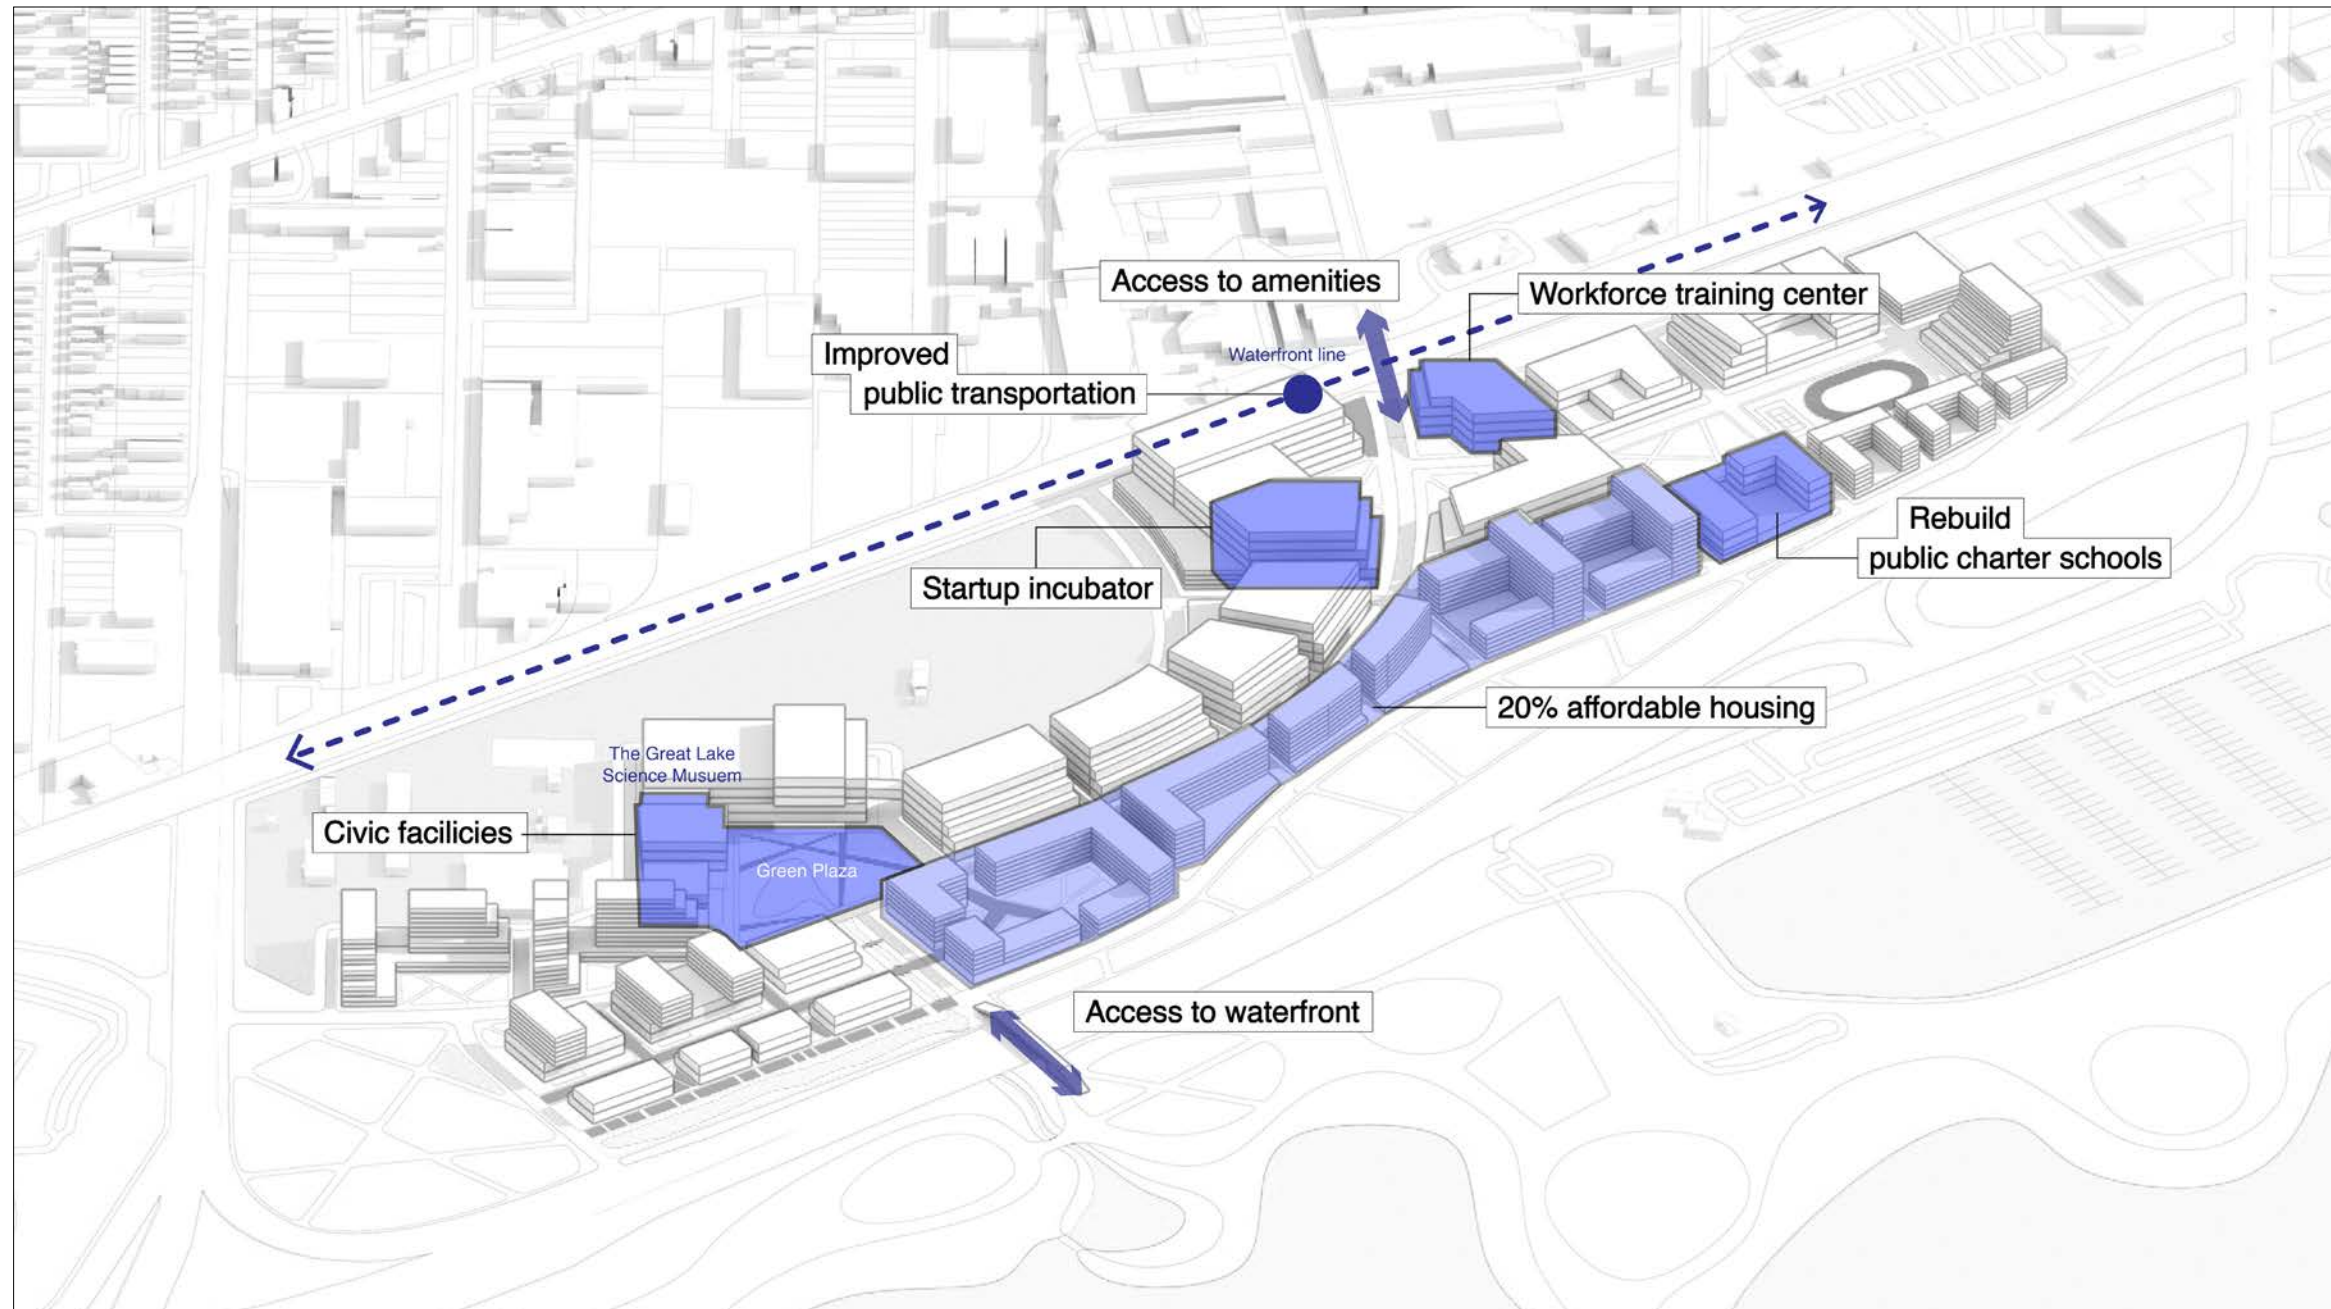 Access to amenities
Workforce training center
Improved
public transportation
Waterfront line
Rebuild
public charter schools
Startup incubator
20% affordable housing
The Great Lake
Science Musuem
Civic facilicies
Green Plaza
Access to waterfront